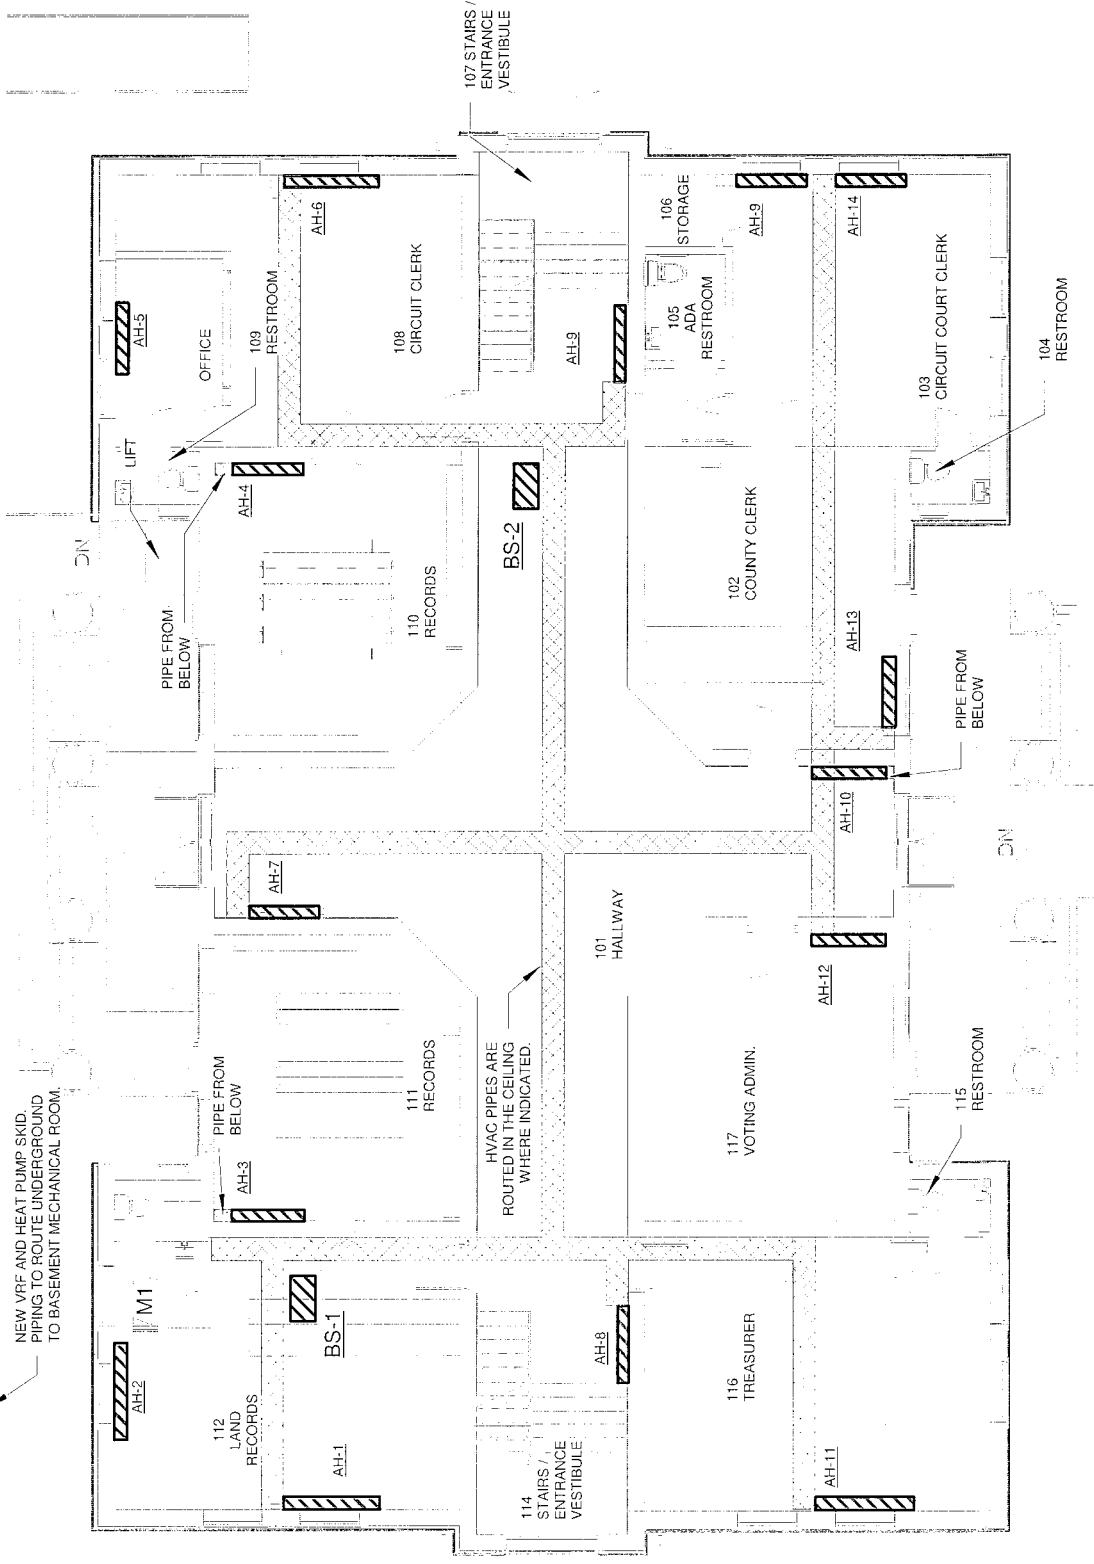 NEW VRF AND HEAT PUMP SKID.
PIPING TO ROUTE UNDERGROUND
TO BASEMENT MECHANICAL ROOM.
AH-2
M1
112
LAND
RECORDS
AH-1
BS-1
PIPE FROM
BELOW
AH-3
111
RECORDS
AH-7
HVAC PIPES ARE
ROUTED IN THE CEILING
WHERE INDICATED.
114
STAIRS /
ENTRANCE
VESTIBULE
AH-8
116
TREASURER
AH-11
101
HALLWAY
117
VOTING ADMIN.
115
RESTROOM
AH-12
AH-10
PIPE FROM
BELOW
AH-13
DN
DN
PIPE FROM
BELOW
LIFT
AH-4
110
RECORDS
BS-2
102
COUNTY CLERK
AH-5
OFFICE
109
RESTROOM
AH-6
108
CIRCUIT CLERK
107 STAIRS /
ENTRANCE
VESTIBULE
AH-9
105
ADA
RESTROOM
106
STORAGE
AH-9
AH-14
103
CIRCUIT COURT CLERK
104
RESTROOM